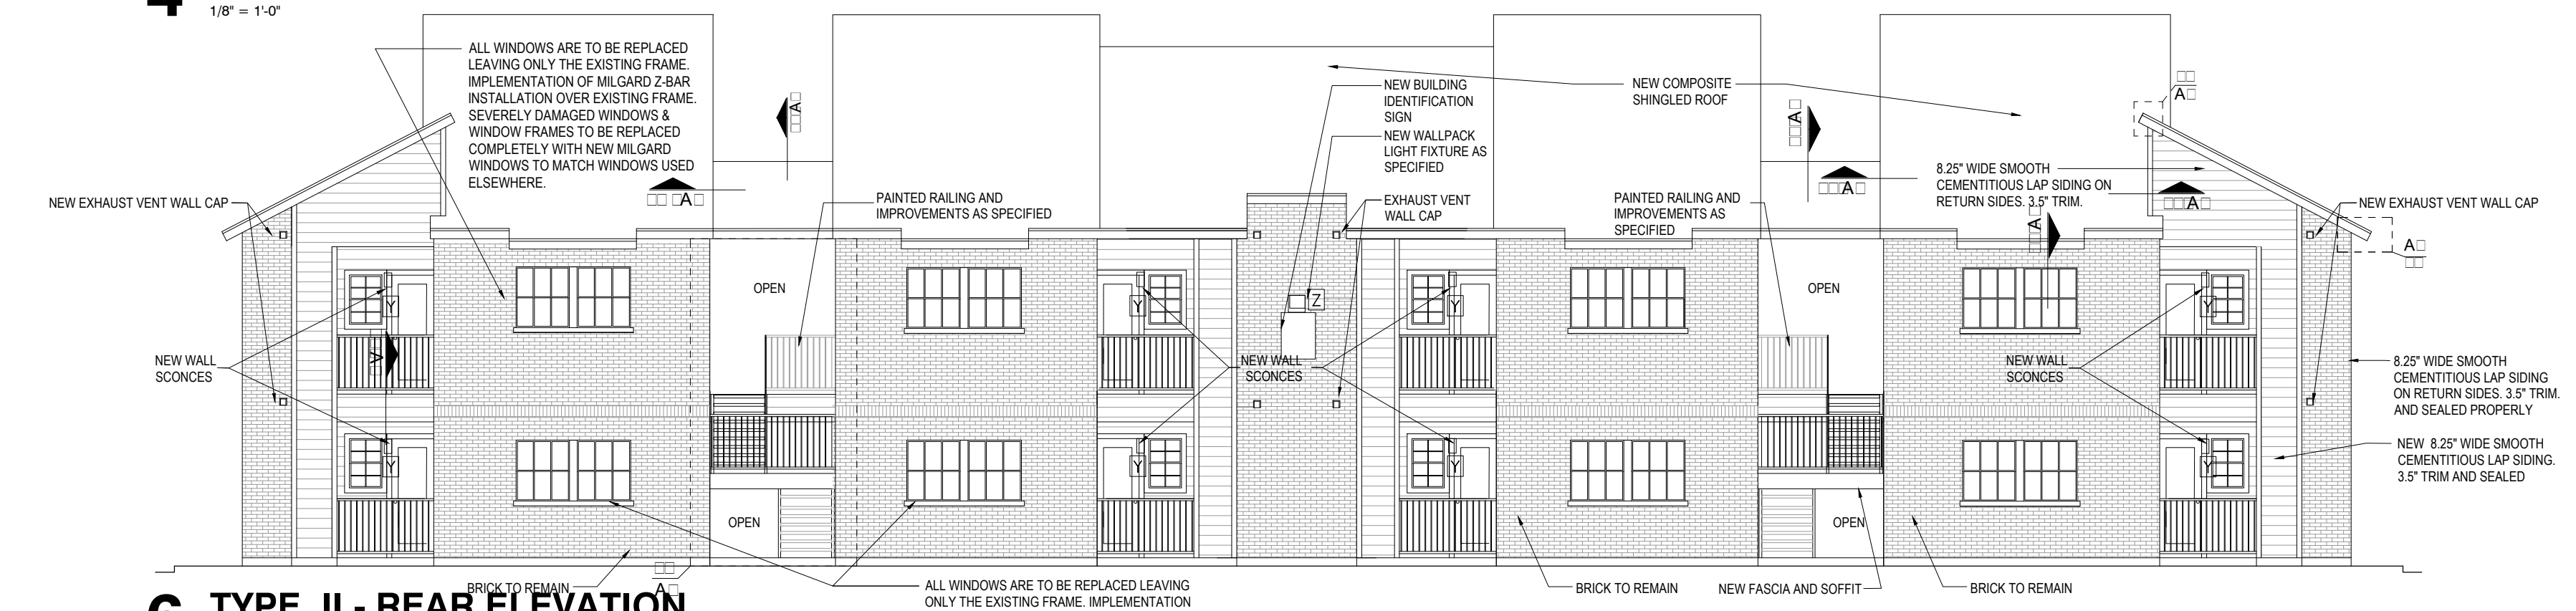 4
1/8" = 1'-0"
ALL WINDOWS ARE TO BE REPLACED
LEAVING ONLY THE EXISTING FRAME.
IMPLEMENTATION OF MILGARD Z-BAR
INSTALLATION OVER EXISTING FRAME.
SEVERELY DAMAGED WINDOWS &
WINDOW FRAMES TO BE REPLACED
COMPLETELY WITH NEW MILGARD
WINDOWS TO MATCH WINDOWS USED
ELSEWHERE.
NEW BUILDING
IDENTIFICATION
SIGN
NEW WALLPACK
LIGHT FIXTURE AS
SPECIFIED
EXHAUST VENT
WALL CAP
NEW COMPOSITE
SHINGLED ROOF
8.25" WIDE SMOOTH
CEMENTITIOUS LAP SIDING ON
RETURN SIDES. 3.5" TRIM.
NEW EXHAUST VENT WALL CAP
PAINTED RAILING AND
IMPROVEMENTS AS SPECIFIED
PAINTED RAILING AND
IMPROVEMENTS AS
SPECIFIED
NEW EXHAUST VENT WALL CAP
A
A
A
A
A
A
A
A
A
A
OPEN
OPEN
Y
Y
Z
Y
Y
NEW WALL
SCONCES
NEW WALL
SCONCES
NEW WALL
SCONCES
8.25" WIDE SMOOTH
CEMENTITIOUS LAP SIDING
ON RETURN SIDES. 3.5" TRIM.
AND SEALED PROPERLY
Y
Y
Y
Y
NEW 8.25" WIDE SMOOTH
CEMENTITIOUS LAP SIDING.
3.5" TRIM AND SEALED
OPEN
OPEN
BRICK TO REMAIN
A
ALL WINDOWS ARE TO BE REPLACED LEAVING
ONLY THE EXISTING FRAME. IMPLEMENTATION
BRICK TO REMAIN
NEW FASCIA AND SOFFIT
BRICK TO REMAIN
6 TYPE II - REAR ELEVATION